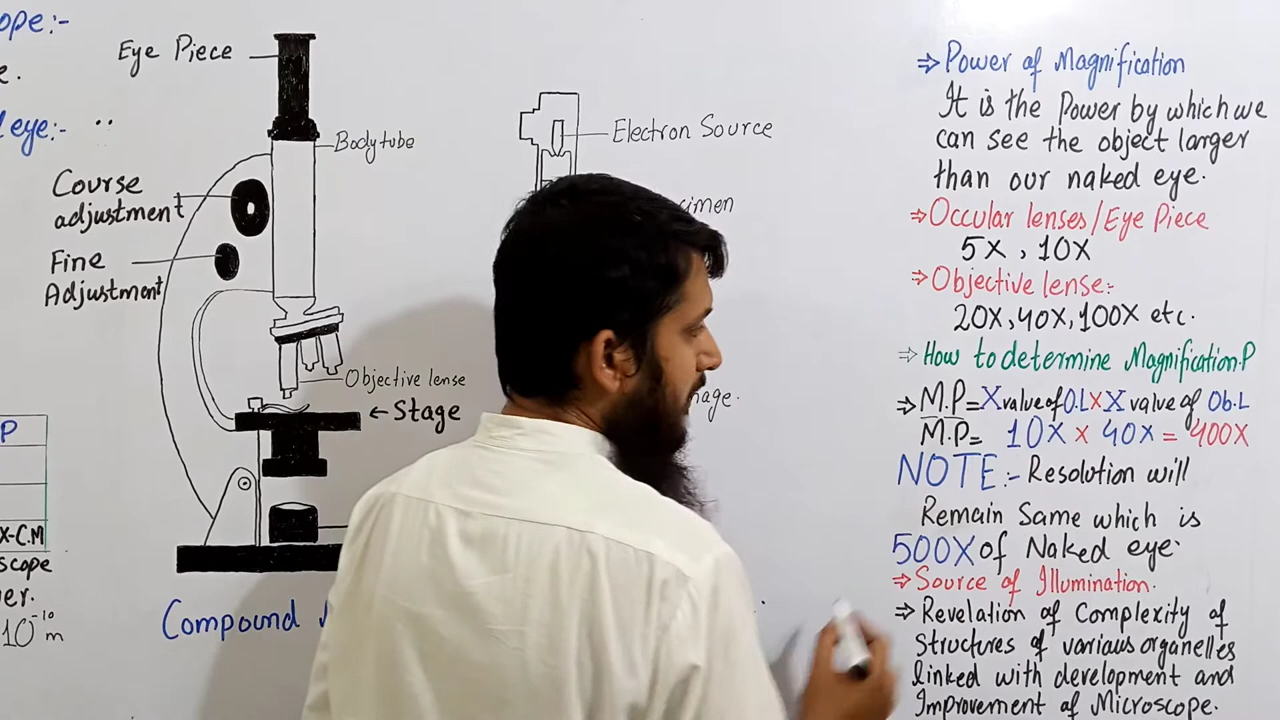 ope:-
e.
eye:-
P
X-C.M
scope
er.
10⁻¹⁰ m
Eye Piece
Body tube
Course
adjustment
Fine
Adjustment
Objective lense
← Stage
Compound
Electron Source
cimen
mage.
⇒ Power of Magnification
It is the Power by which we
can see the object larger
than our naked eye.
⇒ Occular lenses/Eye Piece
5X, 10X
⇒ Objective lense:-
20X, 40X, 100X etc.
⇒ How to determine Magnification.P
⇒ M.P = X value of O.L X X value of Ob.L
M.P = 10X x 40X = 400X
NOTE:- Resolution will
Remain Same which is
500X of Naked eye.
⇒ Source of Illumination.
⇒ Revelation of Complexity of
Structures of various organelles
linked with development and
Improvement of Microscope.